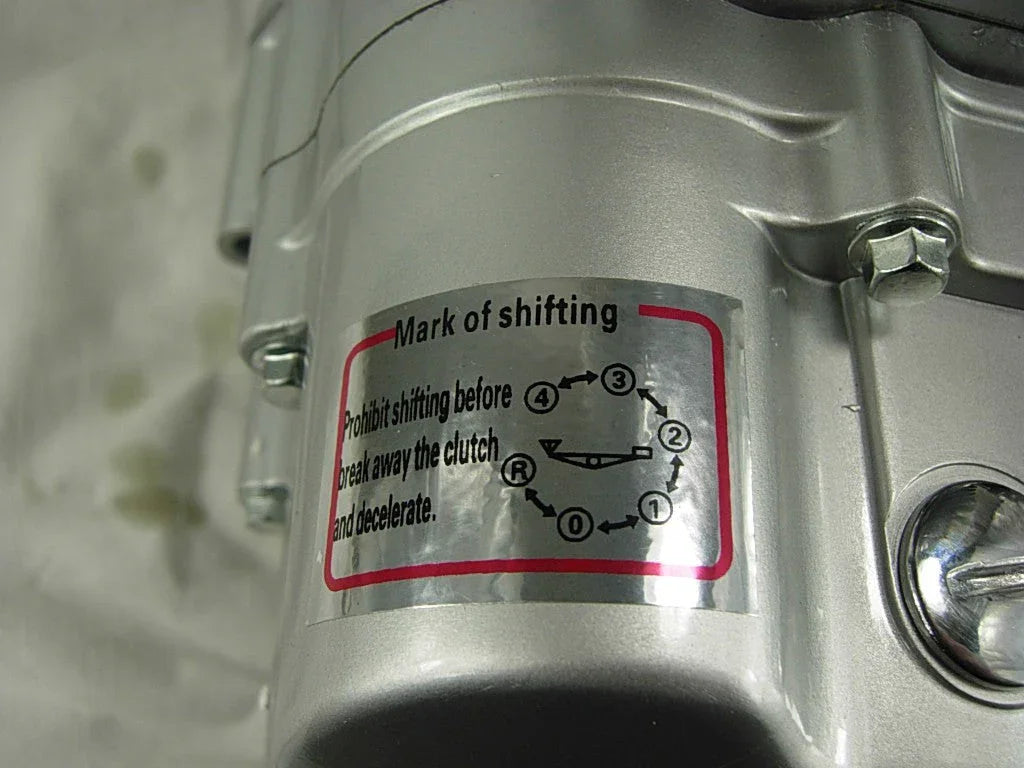 Mark of shifting
Prohibit shifting before
break away the clutch
and decelerate.
4 3
2
R
1
0